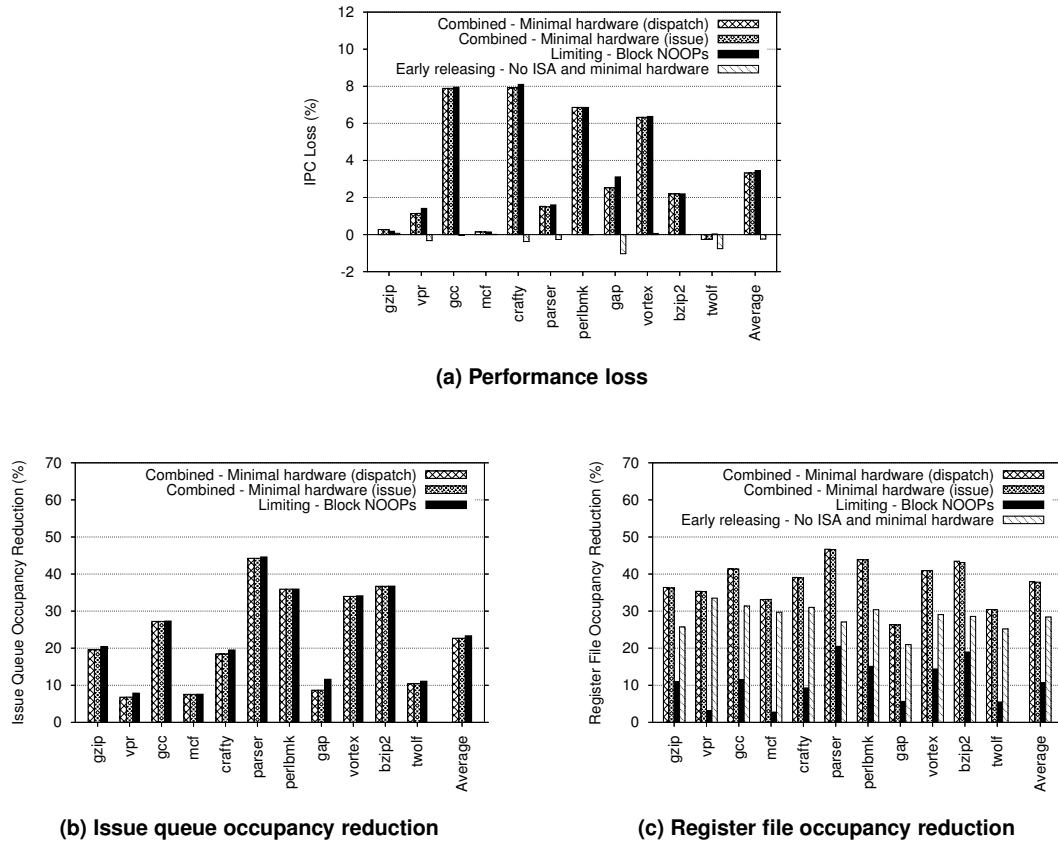 12
10
8
6
4
2
0
-2
IPC Loss (%)
Combined - Minimal hardware (dispatch)
Combined - Minimal hardware (issue)
Limiting - Block NOOPs
Early releasing - No ISA and minimal hardware
gzip
vpr
gcc
mcf
crafty
parser
perlbmk
gap
vortex
bzip2
twolf
Average
(a) Performance loss
70
60
50
40
30
20
10
0
Issue Queue Occupancy Reduction (%)
Combined - Minimal hardware (dispatch)
Combined - Minimal hardware (issue)
Limiting - Block NOOPs
gzip
vpr
gcc
mcf
crafty
parser
perlbmk
gap
vortex
bzip2
twolf
Average
(b) Issue queue occupancy reduction
70
60
50
40
30
20
10
0
Register File Occupancy Reduction (%)
Combined - Minimal hardware (dispatch)
Combined - Minimal hardware (issue)
Limiting - Block NOOPs
Early releasing - No ISA and minimal hardware
gzip
vpr
gcc
mcf
crafty
parser
perlbmk
gap
vortex
bzip2
twolf
Average
(c) Register file occupancy reduction